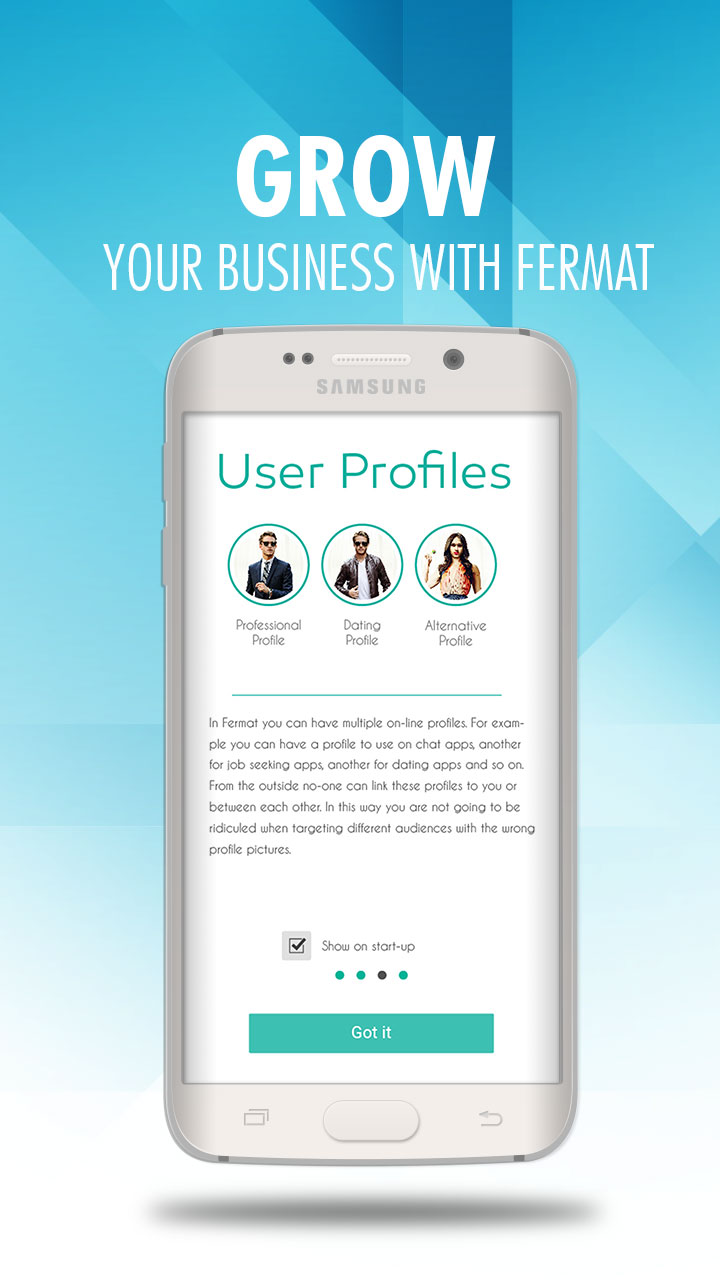 GROW
YOUR BUSINESS WITH FERMAT
SAMSUNG
User Profiles
Professional
Profile
Dating
Profile
Alternative
Profile
In Fermat you can have multiple on-line profiles. For exam-
ple you can have a profile to use on chat apps, another
for job seeking apps, another for dating apps and so on.
From the outside no-one can link these profiles to you or
between each other. In this way you are not going to be
ridiculed when targeting different audiences with the wrong
profile pictures.
Show on start-up
Got it